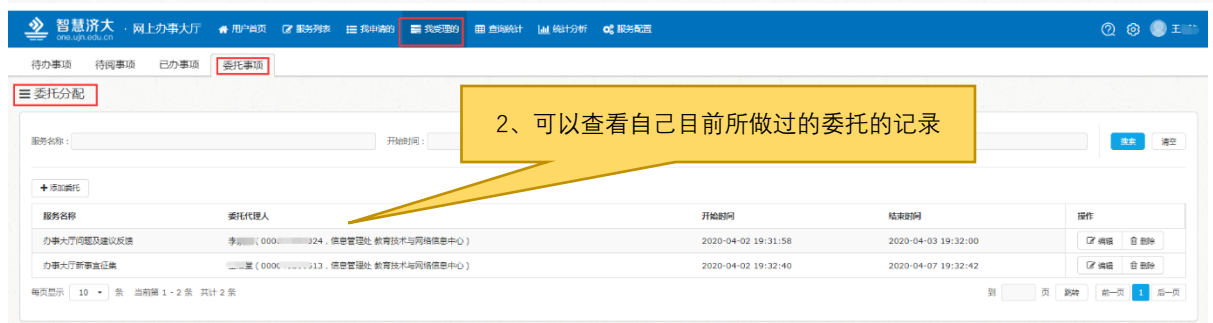 智慧济大 · 网上办事大厅 用户首页 服务列表 我申请的 我受理的 查询统计 统计分析 服务配置 王
one.ujn.edu.cn
待办事项 待阅事项 已办事项 委托事项
委托分配
2、可以查看自己目前所做过的委托的记录
服务名称： 开始时间： 搜索 清空
添加委托
服务名称 委托代理人 开始时间 结束时间 操作
办事大厅问题及建议反馈 李 ( 000 324，信息管理处 教育技术与网络信息中心 ) 2020-04-02 19:31:58 2020-04-03 19:32:00 编辑 删除
办事大厅新事宜征集 ( 000 513，信息管理处 教育技术与网络信息中心 ) 2020-04-02 19:32:40 2020-04-07 19:32:42 编辑 删除
每页显示 10 条 当前第 1 - 2 条 共计 2 条 到 页 跳转 前一页 1 后一页